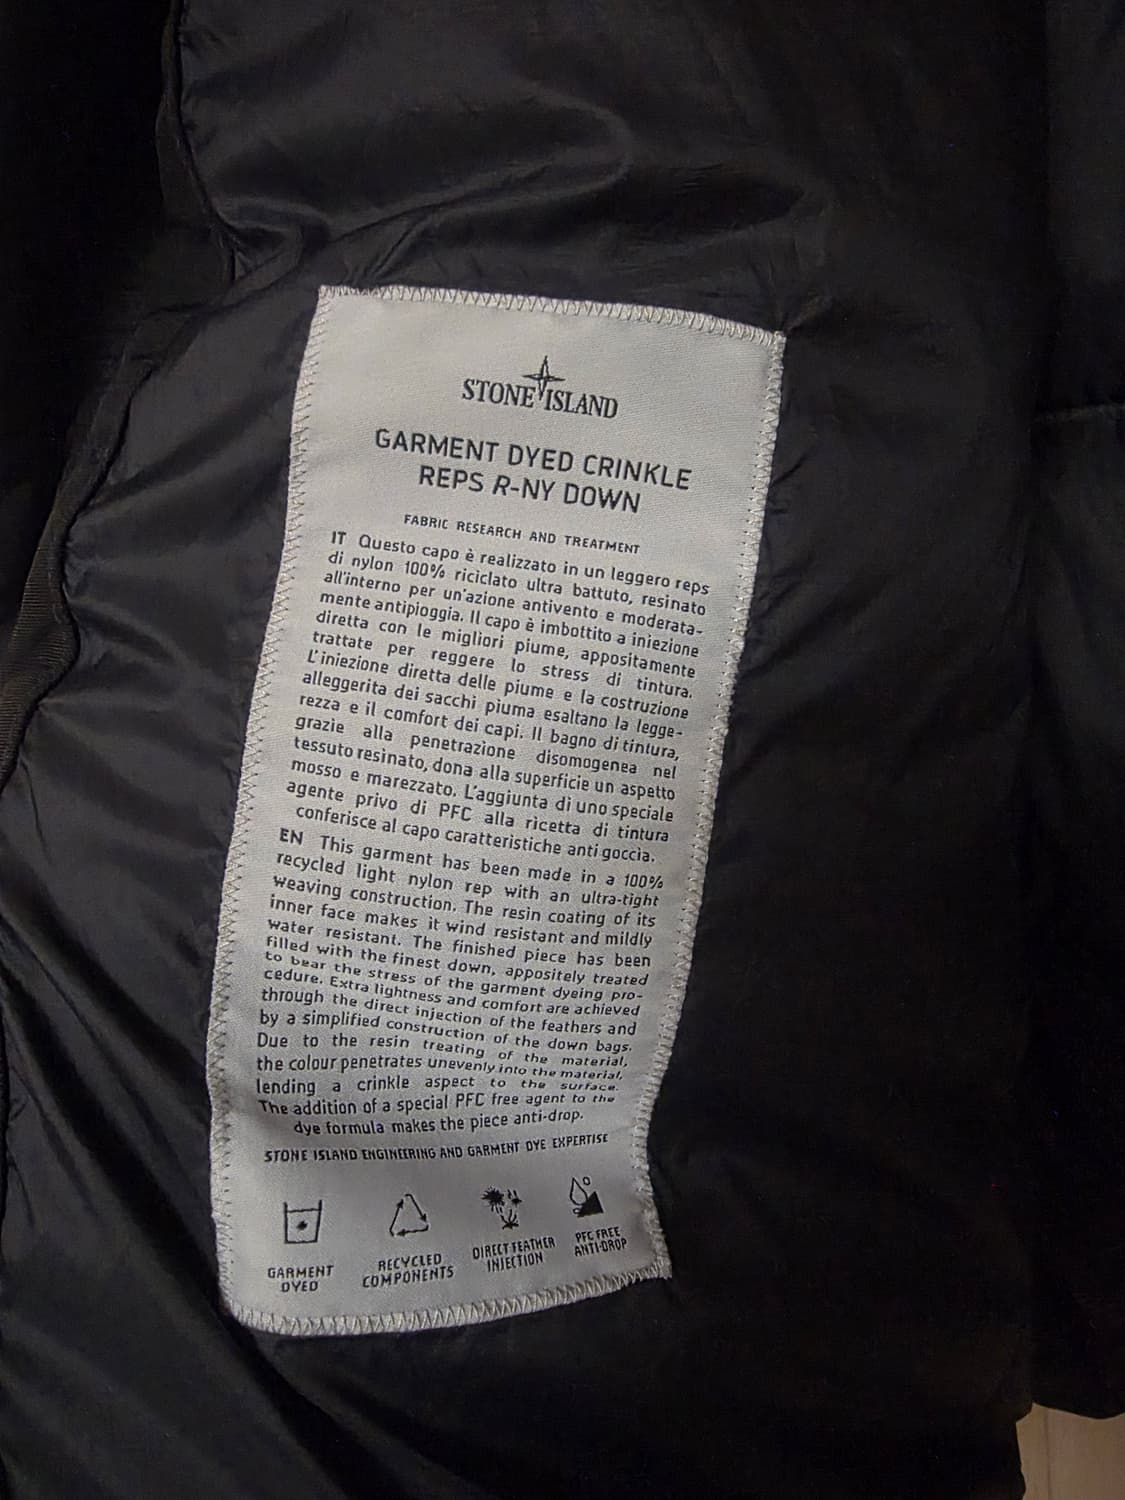 STONE ISLAND
GARMENT DYED CRINKLE
REPS R-NY DOWN
FABRIC RESEARCH AND TREATMENT
IT Questo capo è realizzato in un leggero reps
di nylon 100% riciclato ultra battuto, resinato
all'interno per un'azione antivento e moderata-
mente antipioggia. Il capo è imbottito a iniezione
diretta con le migliori piume, appositamente
trattate per reggere lo stress di tintura.
L'iniezione diretta delle piume e la costruzione
alleggerita dei sacchi piuma esaltano la legge-
rezza e il comfort dei capi. Il bagno di tintura,
grazie alla penetrazione disomogenea nel
tessuto resinato, dona alla superficie un aspetto
mosso e marezzato. L'aggiunta di uno speciale
agente privo di PFC alla ricetta di tintura
conferisce al capo caratteristiche anti goccia.
EN This garment has been made in a 100%
recycled light nylon rep with an ultra-tight
weaving construction. The resin coating of its
inner face makes it wind resistant and mildly
water resistant. The finished piece has been
filled with the finest down, appositely treated
to bear the stress of the garment dyeing pro-
cedure. Extra lightness and comfort are achieved
through the direct injection of the feathers and
by a simplified construction of the down bags.
Due to the resin treating of the material,
the colour penetrates unevenly into the material,
lending a crinkle aspect to the surface.
The addition of a special PFC free agent to the
dye formula makes the piece anti-drop.
STONE ISLAND ENGINEERING AND GARMENT DYE EXPERTISE
GARMENT
DYED
RECYCLED
COMPONENTS
DIRECT FEATHER
INJECTION
PFC FREE
ANTI-DROP